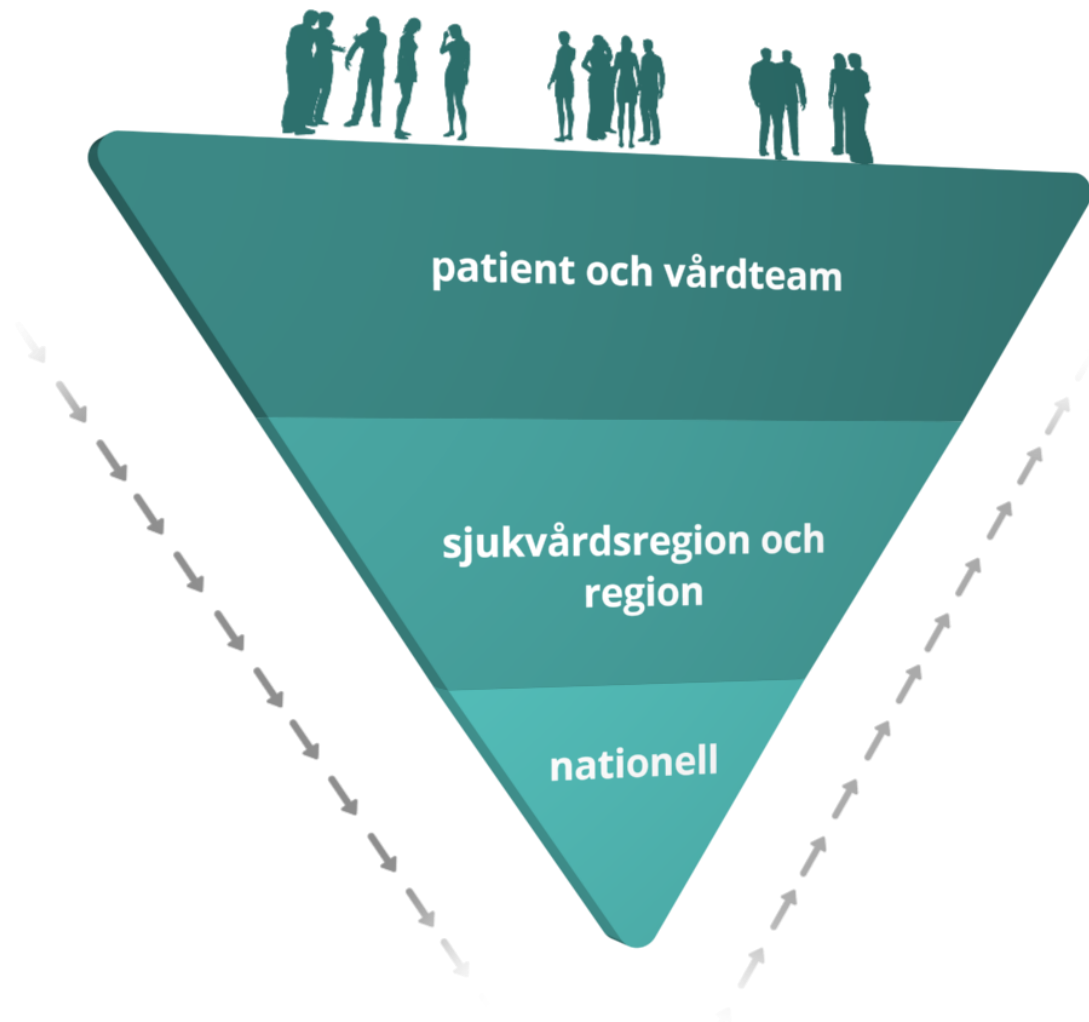 patient och vårdteam
sjukvårdsregion och
region
nationell